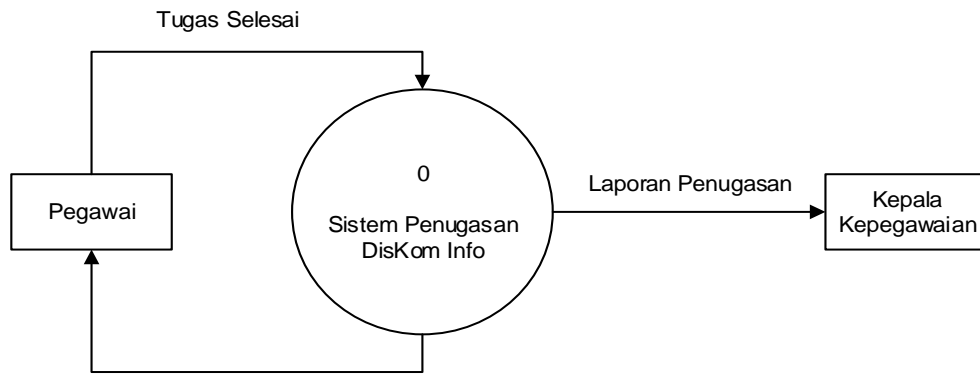 Tugas Selesai
0
Laporan Penugasan
Kepala
Kepegawaian
Pegawai
Sistem Penugasan
DisKom Info